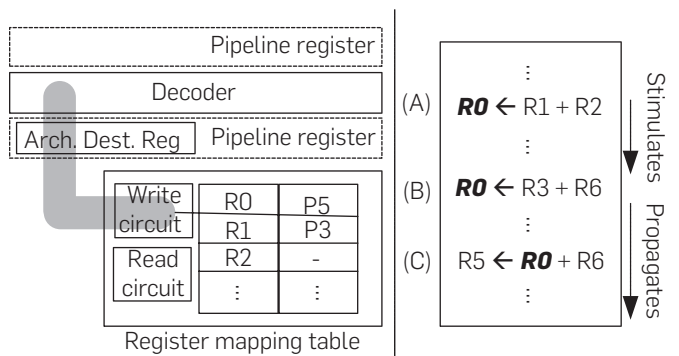 Pipeline register
Decoder
Arch. Dest. Reg Pipeline register
Write circuit
R0 P5
R1 P3
Read circuit
R2 -
⋮ ⋮
Register mapping table
⋮
(A) R0 ← R1 + R2
⋮
(B) R0 ← R3 + R6
⋮
(C) R5 ← R0 + R6
⋮
Stimulates
Propagates